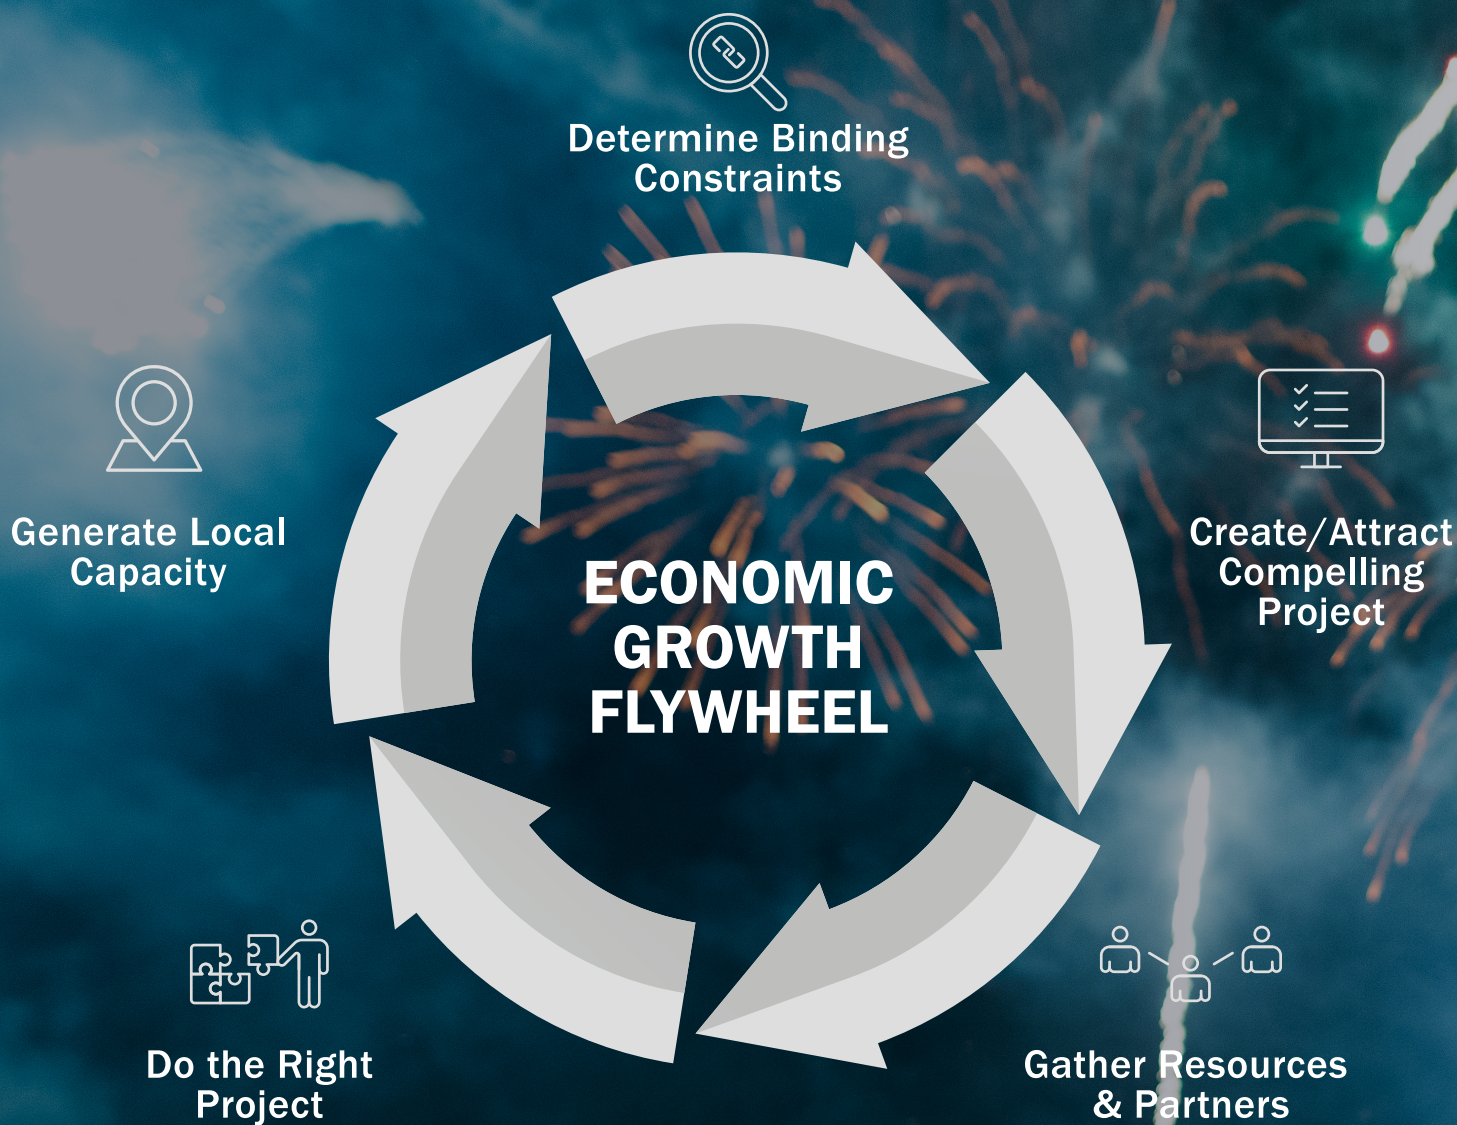 Determine Binding
Constraints
Create/Attract
Compelling
Project
Gather Resources
& Partners
Do the Right
Project
Generate Local
Capacity
ECONOMIC
GROWTH
FLYWHEEL